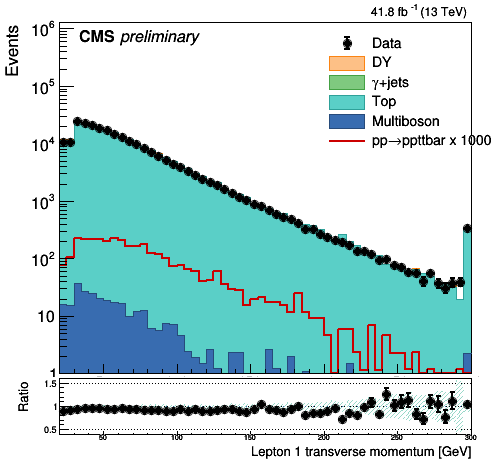 41.8 fb⁻¹ (13 TeV)
CMS preliminary
Events
10⁶
10⁵
10⁴
10³
10²
10
1
Data
DY
γ+jets
Top
Multiboson
pp→ppttbar x 1000
Ratio
1.5
1
0.5
50 100 150 200 250 300
Lepton 1 transverse momentum [GeV]